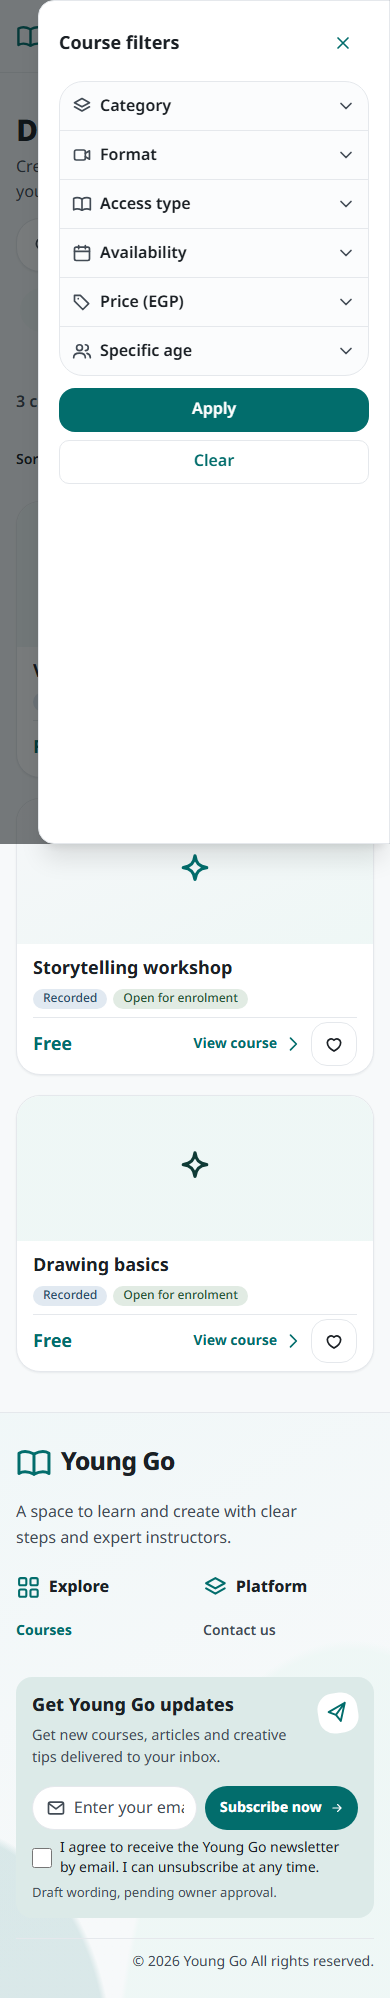 Course filters
Category
Format
Access type
Availability
Price (EGP)
Specific age
Apply
Clear
3 c
Storytelling workshop
Recorded
Open for enrolment
Free
View course
Drawing basics
Recorded
Open for enrolment
Free
View course
Young Go
A space to learn and create with clear
steps and expert instructors.
Explore
Platform
Courses
Contact us
Get Young Go updates
Get new courses, articles and creative
tips delivered to your inbox.
Enter your ema
Subscribe now
I agree to receive the Young Go newsletter
by email. I can unsubscribe at any time.
Draft wording, pending owner approval.
© 2026 Young Go All rights reserved.